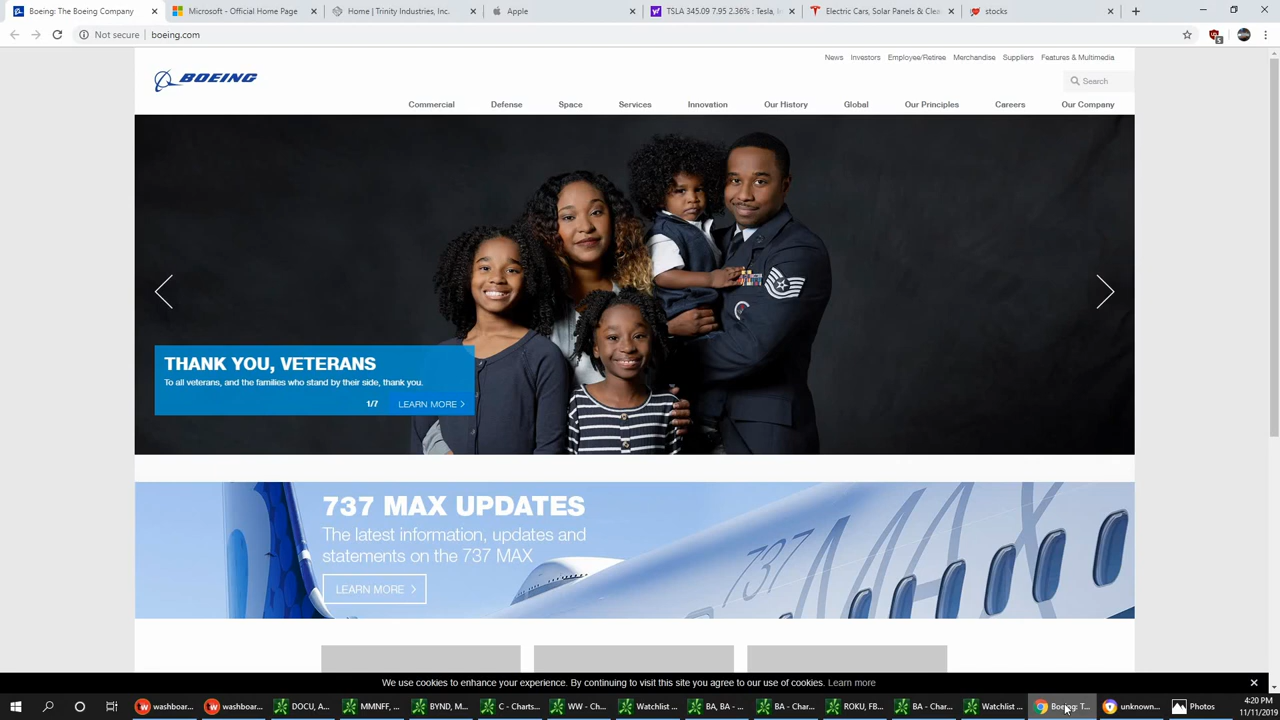 Boeing: The Boeing Company
Microsoft - Official Home Page
Home | Trinity Industries, Inc.
Apple
TSLA 345.09 7.95 2.36% : Tesla, I
Electric Cars, Solar Panels & Cle
stocks
Not secure
boeing.com
5
News
Investors
Employee/Retiree
Merchandise
Suppliers
Features & Multimedia
BOEING
Search
Commercial
Defense
Space
Services
Innovation
Our History
Global
Our Principles
Careers
Our Company
THANK YOU, VETERANS
To all veterans, and the families who stand by their side, thank you.
1/7
LEARN MORE
737 MAX UPDATES
The latest information, updates and
statements on the 737 MAX
LEARN MORE
737 MAX
We use cookies to enhance your experience. By continuing to visit this site you agree to our use of cookies. Learn more
washboar...
washboar...
DOCU, A...
MMNFF, ...
BYND, M...
C - Charts...
WW - Ch...
Watchlist ...
BA, BA - ...
BA - Char...
ROKU, FB...
BA - Char...
Watchlist ...
Boeing: T...
unknown...
Photos
4:20 PM
11/11/2019